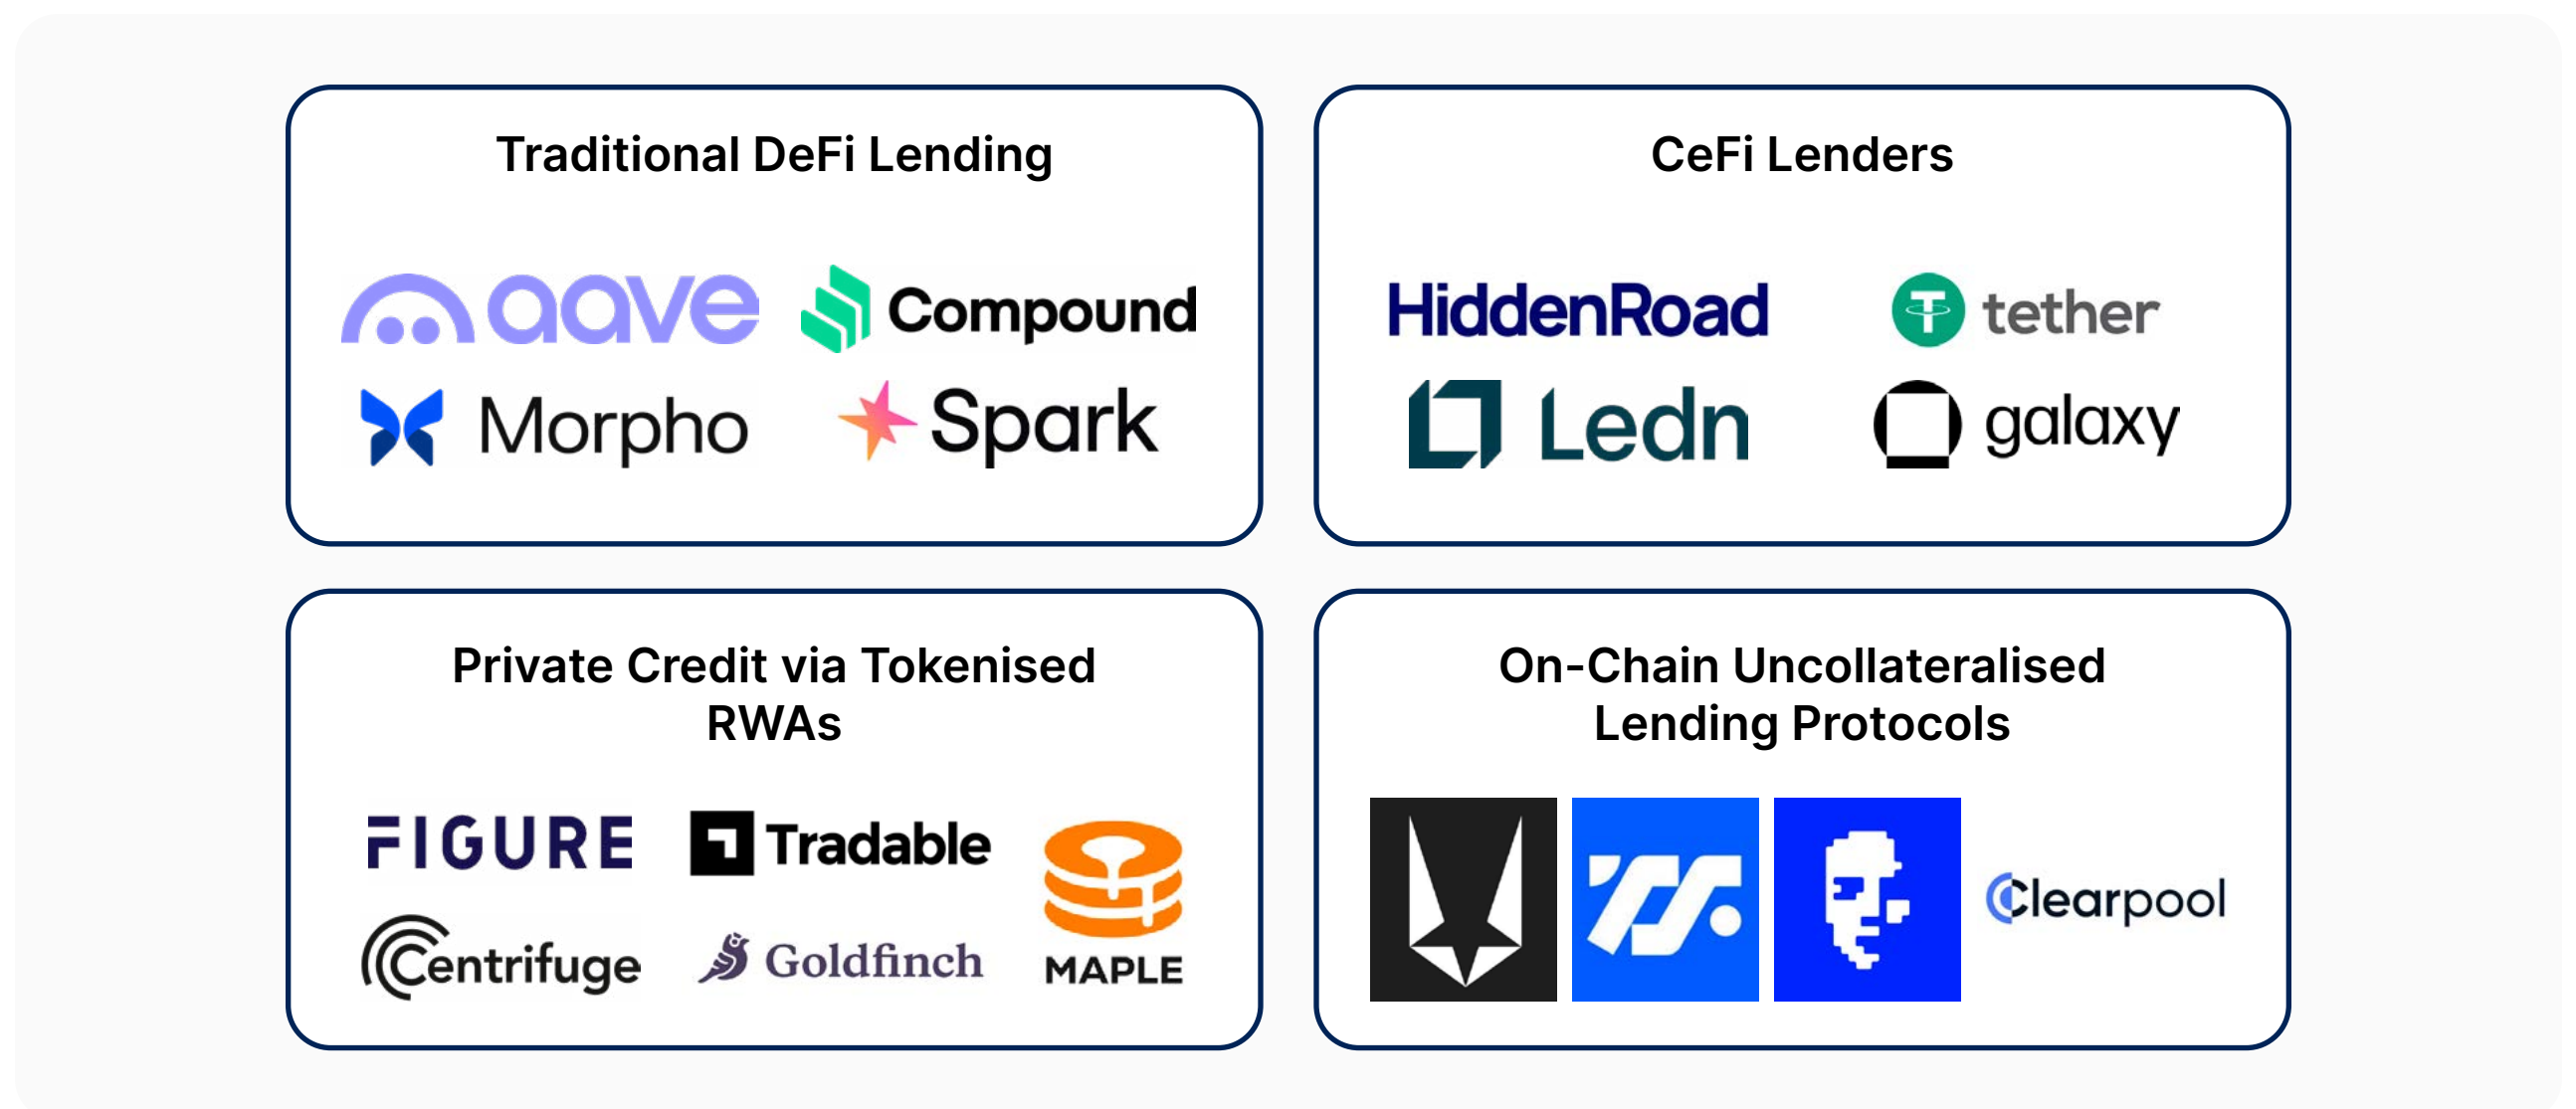 Traditional DeFi Lending
aave
Compound
Morpho
Spark
CeFi Lenders
HiddenRoad
tether
Ledn
galaxy
Private Credit via Tokenised
RWAs
FIGURE
Tradable
MAPLE
Centrifuge
Goldfinch
On-Chain Uncollateralised
Lending Protocols
Clearpool